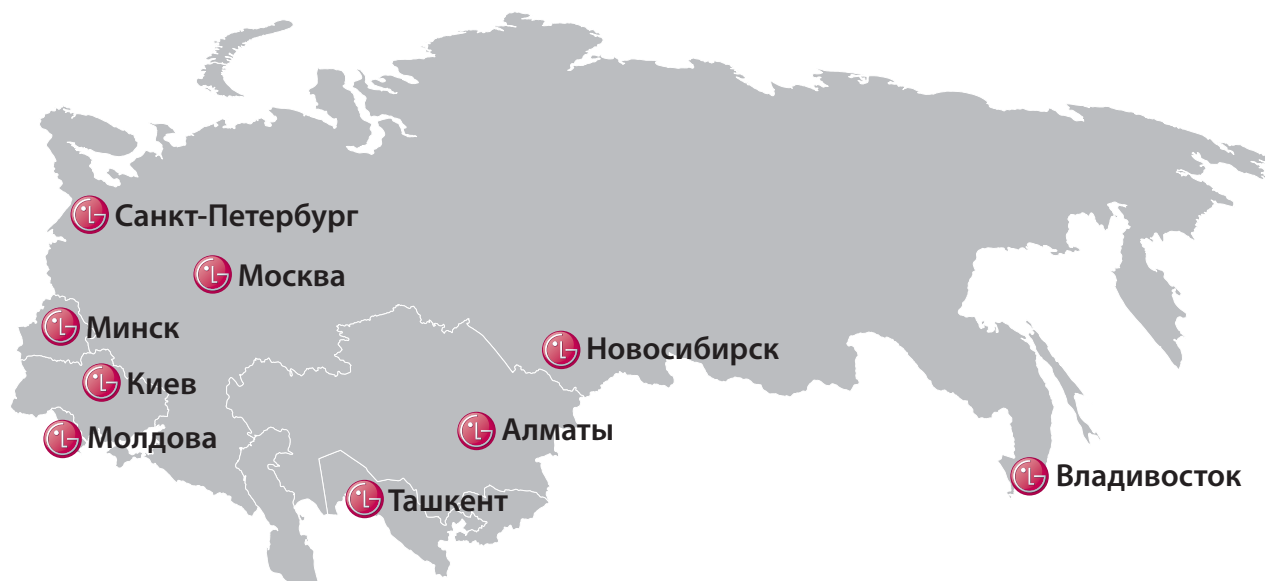 Санкт-Петербург
Москва
Минск
Новосибирск
Киев
Алматы
Молдова
Владивосток
Ташкент